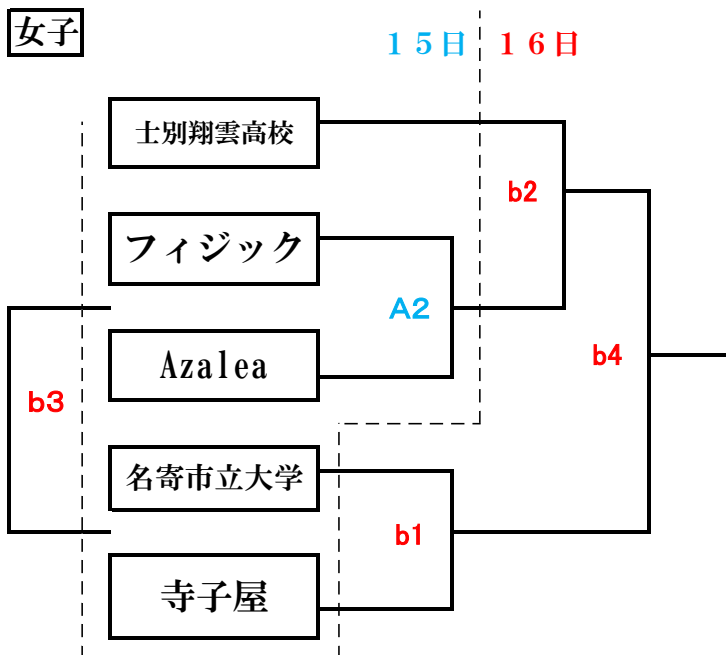 女子
１５日
１６日
士別翔雲高校
b2
フィジック
A2
Azalea
b4
b3
名寄市立大学
b1
寺子屋